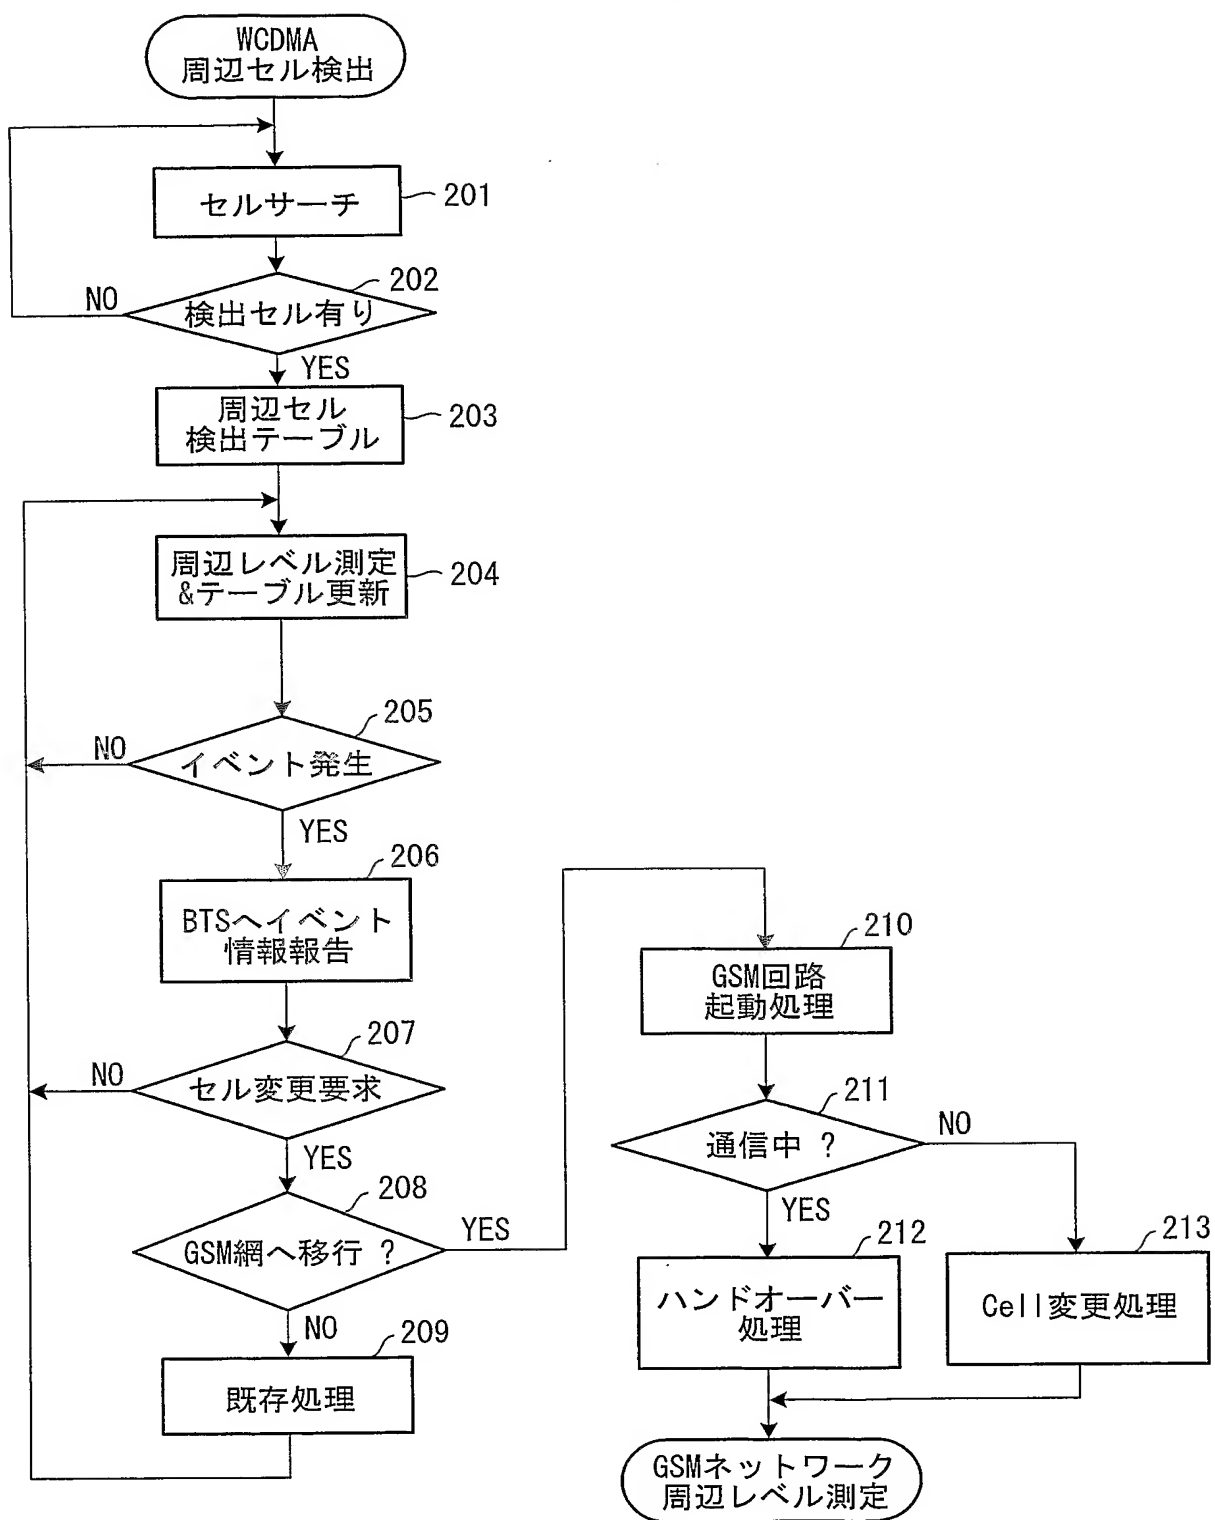 WCDMA
周辺セル検出
セルサーチ
201
検出セル有り
202
NO
YES
周辺セル
検出テーブル
203
周辺レベル測定
&テーブル更新
204
イベント発生
205
NO
YES
BTSへイベント
情報報告
206
セル変更要求
207
NO
YES
GSM網へ移行 ?
208
YES
NO
既存処理
209
GSM回路
起動処理
210
通信中 ?
211
NO
YES
ハンドオーバー
処理
212
Cell変更処理
213
GSMネットワーク
周辺レベル測定